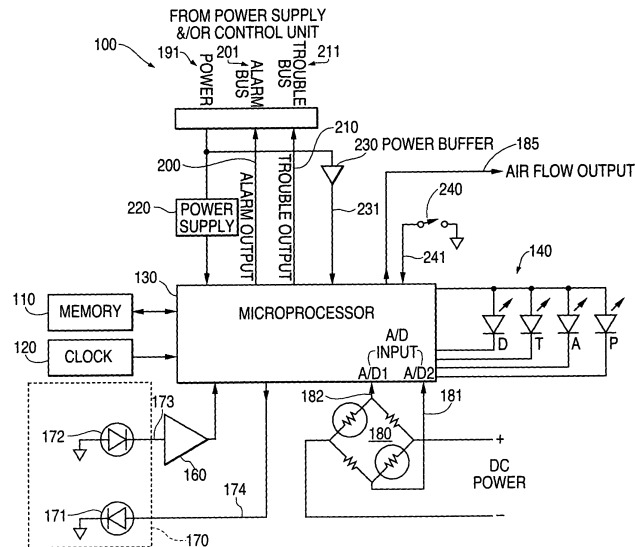 FROM POWER SUPPLY
&/OR CONTROL UNIT
100
191
POWER
201
ALARM
BUS
TROUBLE
BUS
211
210
200
230 POWER BUFFER
185
AIR FLOW OUTPUT
220
POWER
SUPPLY
ALARM OUTPUT
TROUBLE OUTPUT
231
240
241
140
130
110
MEMORY
MICROPROCESSOR
120
CLOCK
A/D
INPUT
A/D1
A/D2
D
T
A
P
182
181
172
173
160
180
+
DC
POWER
–
171
174
170